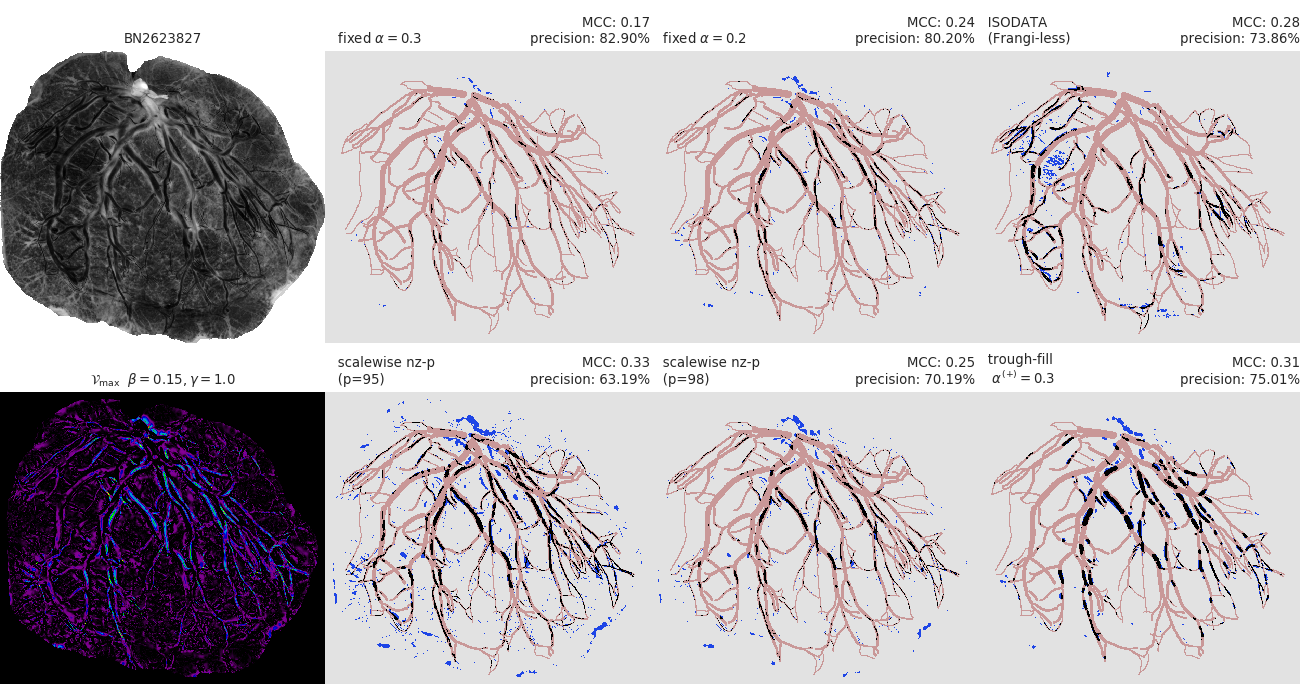 BN2623827
fixed α = 0.3
MCC: 0.17
precision: 82.90%
fixed α = 0.2
MCC: 0.24
precision: 80.20%
ISODATA
(Frangi-less)
MCC: 0.28
precision: 73.86%
𝒱max β = 0.15, γ = 1.0
scalewise nz-p
(p=95)
MCC: 0.33
precision: 63.19%
scalewise nz-p
(p=98)
MCC: 0.25
precision: 70.19%
trough-fill
α(+) = 0.3
MCC: 0.31
precision: 75.01%